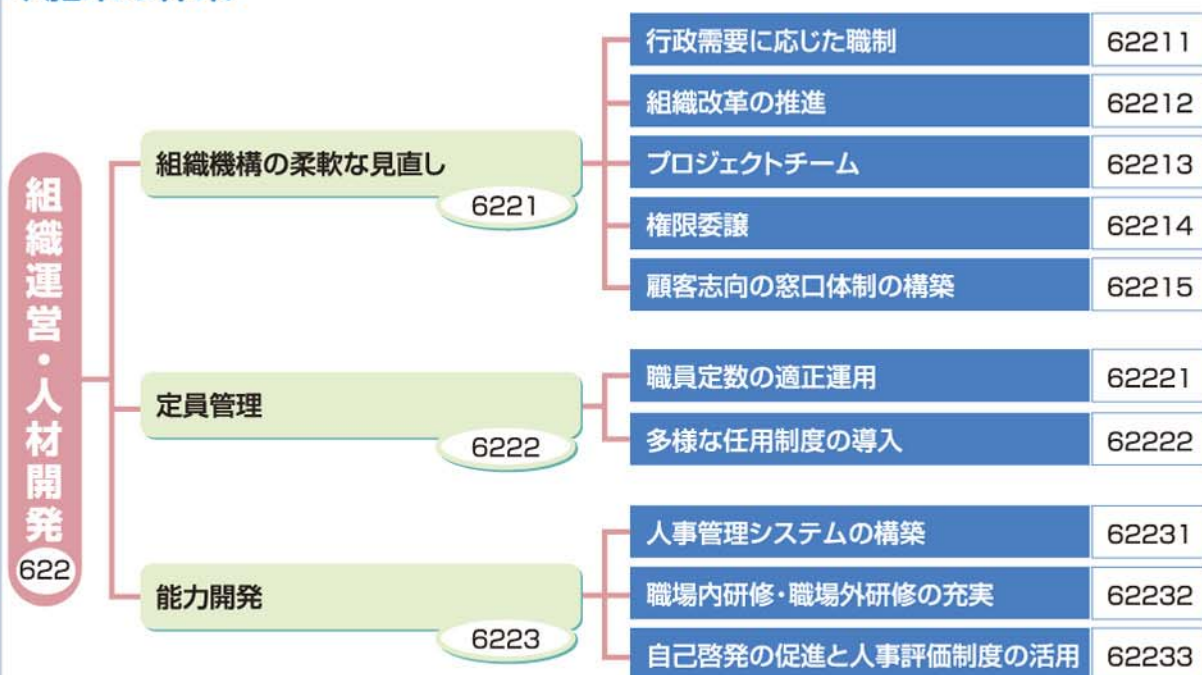 組織運営・人材開発
622
組織機構の柔軟な見直し
6221
行政需要に応じた職制 62211
組織改革の推進 62212
プロジェクトチーム 62213
権限委譲 62214
顧客志向の窓口体制の構築 62215
定員管理
6222
職員定数の適正運用 62221
多様な任用制度の導入 62222
能力開発
6223
人事管理システムの構築 62231
職場内研修・職場外研修の充実 62232
自己啓発の促進と人事評価制度の活用 62233